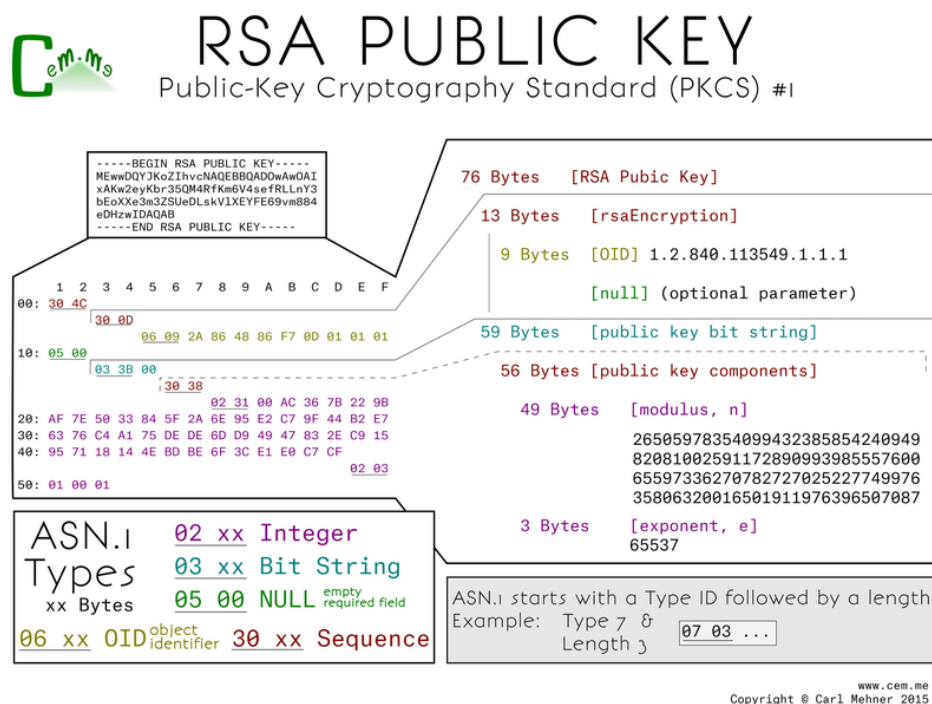 Cem.me
RSA PUBLIC KEY
Public-Key Cryptography Standard (PKCS) #1
-----BEGIN RSA PUBLIC KEY-----
MEwwDQYJKoZIhvcNAQEBBQADOwAwOAI
xAKw2eyKbr35QM4RfKm6V4sefRLLnY3
bEoXXe3m3ZSUeDLskVlXEYFE69vm884
eDHzwIDAQAB
-----END RSA PUBLIC KEY-----
1 2 3 4 5 6 7 8 9 A B C D E F
00: 30 4C
30 0D
06 09 2A 86 48 86 F7 0D 01 01 01
10: 05 00
03 3B 00
30 38
02 31 00 AC 36 7B 22 9B
20: AF 7E 50 33 84 5F 2A 6E 95 E2 C7 9F 44 B2 E7
30: 63 76 C4 A1 75 DE DE 6D D9 49 47 83 2E C9 15
40: 95 71 18 14 4E BD BE 6F 3C E1 E0 C7 CF
02 03
50: 01 00 01
76 Bytes [RSA Pubic Key]
13 Bytes [rsaEncryption]
9 Bytes [OID] 1.2.840.113549.1.1.1
[null] (optional parameter)
59 Bytes [public key bit string]
56 Bytes [public key components]
49 Bytes [modulus, n]
26505978354099432385854240949
82081002591172890993985557600
65597336270782727025227749976
35806320016501911976396507087
3 Bytes [exponent, e]
65537
ASN.1
Types
xx Bytes
02 xx Integer
03 xx Bit String
05 00 NULL empty required field
06 xx OID object identifier 30 xx Sequence
ASN.1 starts with a Type ID followed by a length
Example: Type 7 &
Length 3
07 03 ...
www.cem.me
Copyright © Carl Mehner 2015